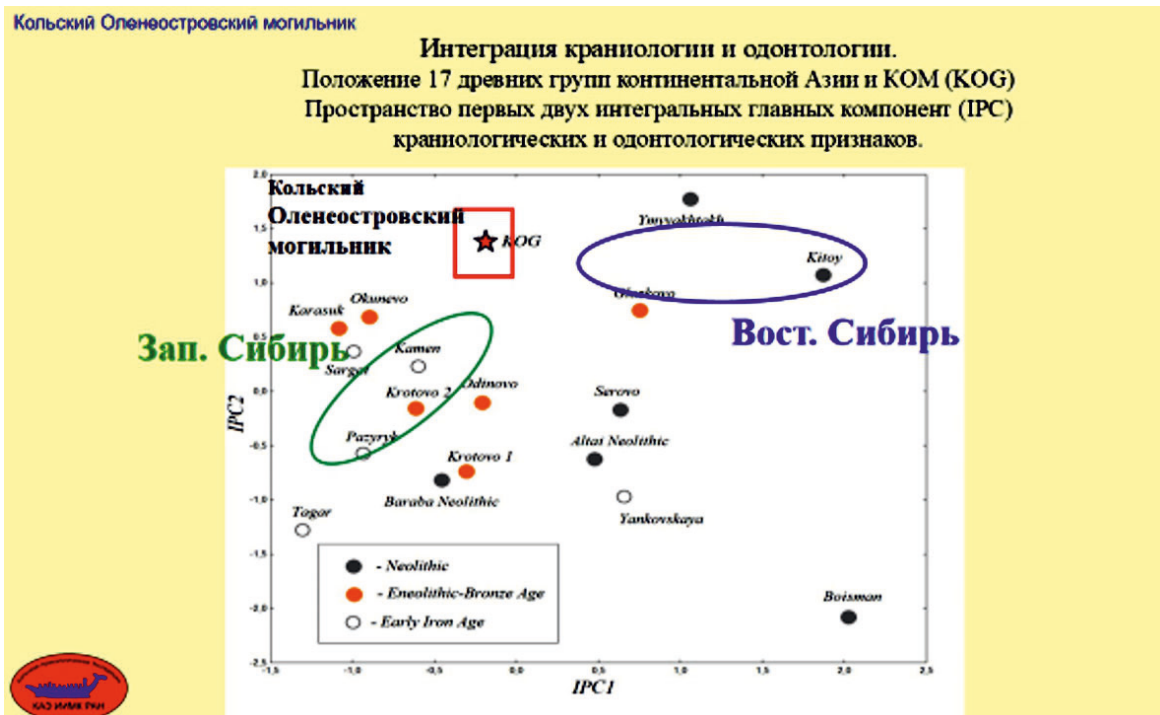 Кольский Оленеостровский могильник
Интеграция краниологии и одонтологии.
Положение 17 древних групп континентальной Азии и КОМ (KOG)
Пространство первых двух интегральных главных компонент (IPC)
краниологических и одонтологических признаков.
2,0
Кольский
Оленеостровский
могильник
KOG
Ymyyakhtakh
1,5
Kitoy
1,0
Okunevo
Glazkovo
Karasuk
Вост. Сибирь
0,5
Зап. Сибирь
Kamen
Sargat
IPC2
0,0
Krotovo 2
Odinovo
Serovo
-0,5
Pazyryk
Altai Neolithic
Krotovo 1
Baraba Neolithic
-1,0
Yankovskaya
Tagar
-1,5
- Neolithic
- Eneolithic-Bronze Age
- Early Iron Age
Boisman
-2,0
-2,5
-1,5 -1,0 -0,5 0,0 0,5 1,0 1,5 2,0 2,5
IPC1
КАЭ ИИМК РАН